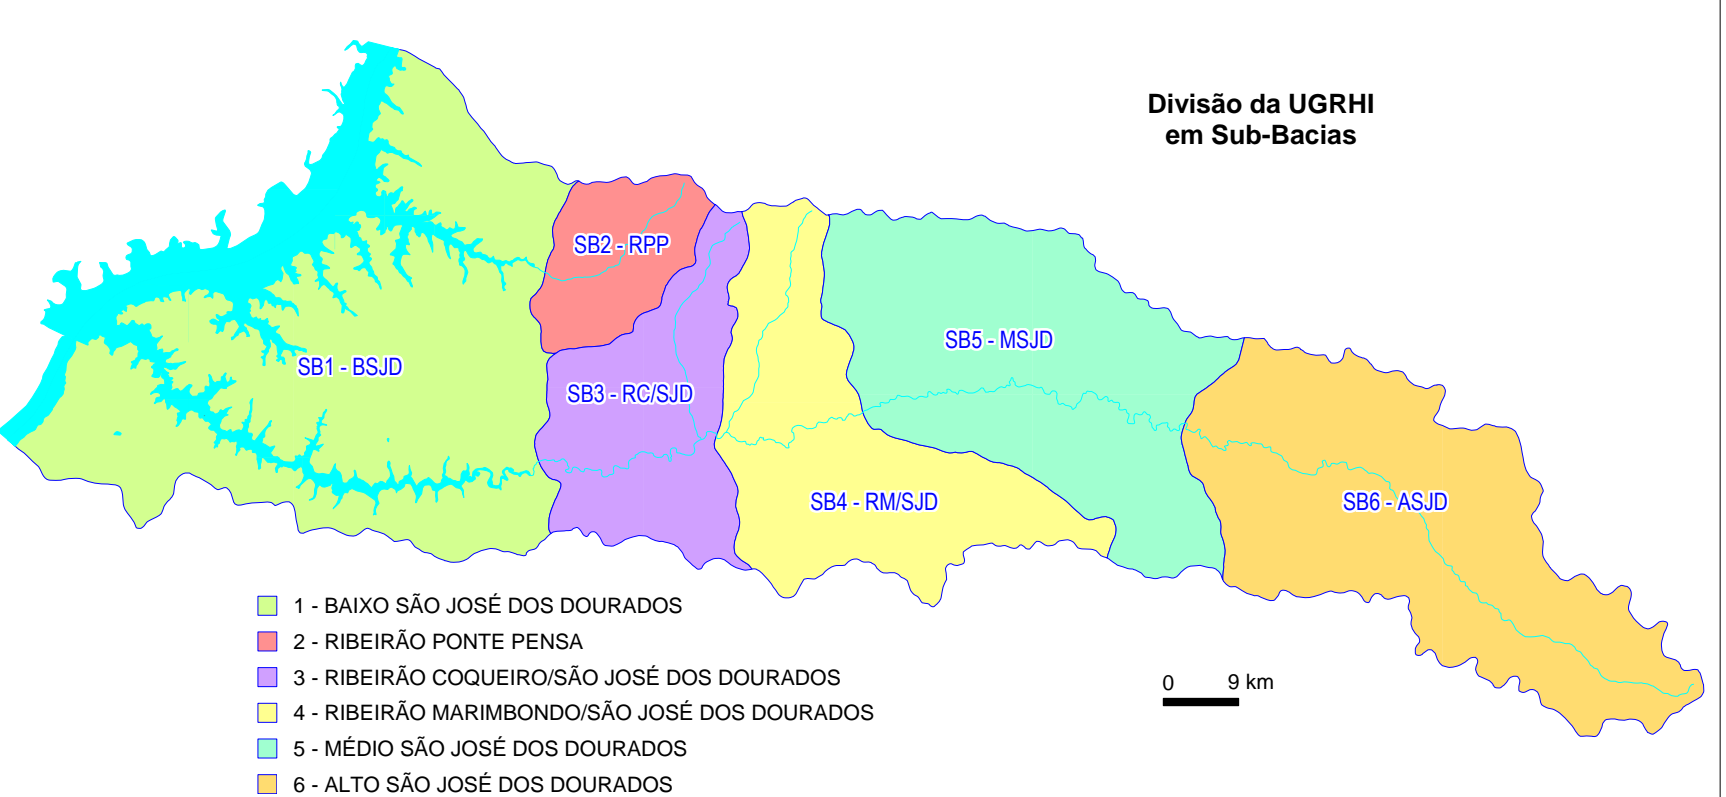 Divisão da UGRHI
em Sub-Bacias
SB2 - RPP
SB5 - MSJD
SB1 - BSJD
SB3 - RC/SJD
SB4 - RM/SJD
SB6 - ASJD
1 - BAIXO SÃO JOSÉ DOS DOURADOS
2 - RIBEIRÃO PONTE PENSA
3 - RIBEIRÃO COQUEIRO/SÃO JOSÉ DOS DOURADOS
4 - RIBEIRÃO MARIMBONDO/SÃO JOSÉ DOS DOURADOS
5 - MÉDIO SÃO JOSÉ DOS DOURADOS
6 - ALTO SÃO JOSÉ DOS DOURADOS
0 9 km